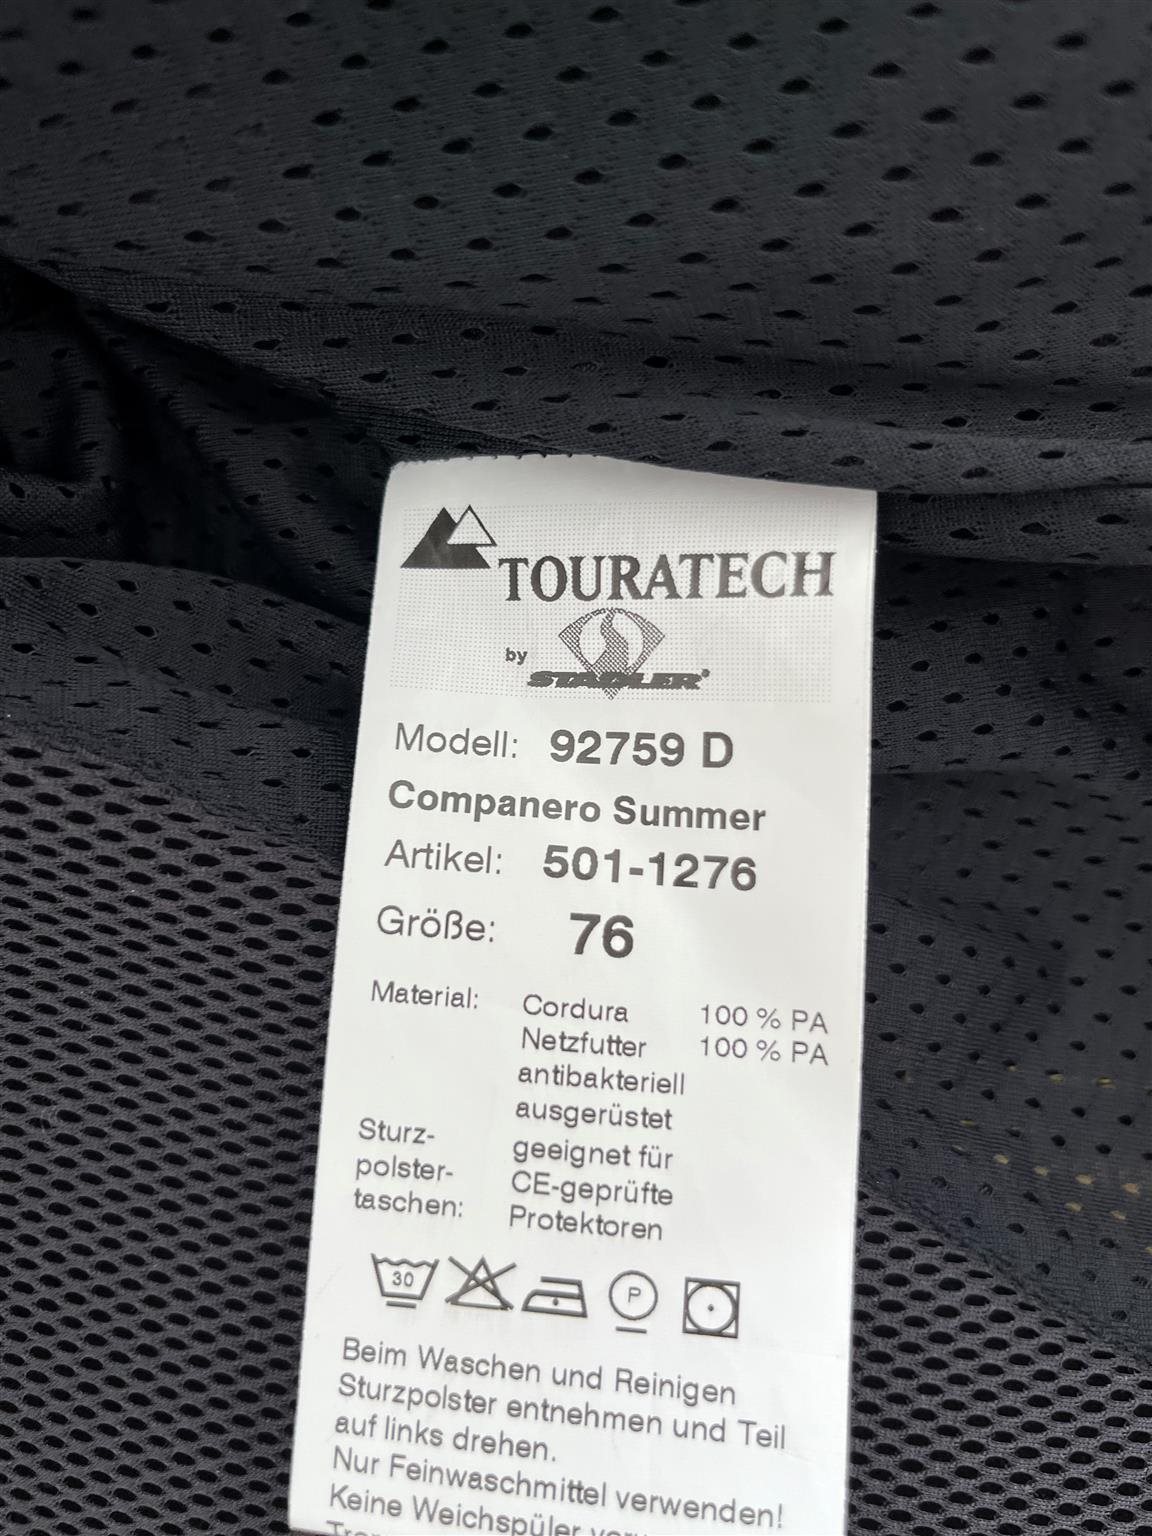 TOURATECH
by STADLER
Modell: 92759 D
Companero Summer
Artikel: 501-1276
Größe: 76
Material: Cordura 100 % PA
Netzfutter 100 % PA
antibakteriell
ausgerüstet
Sturz- geeignet für
polster- CE-geprüfte
taschen: Protektoren
30
P
Beim Waschen und Reinigen
Sturzpolster entnehmen und Teil
auf links drehen.
Nur Feinwaschmittel verwenden!
Keine Weichspüler